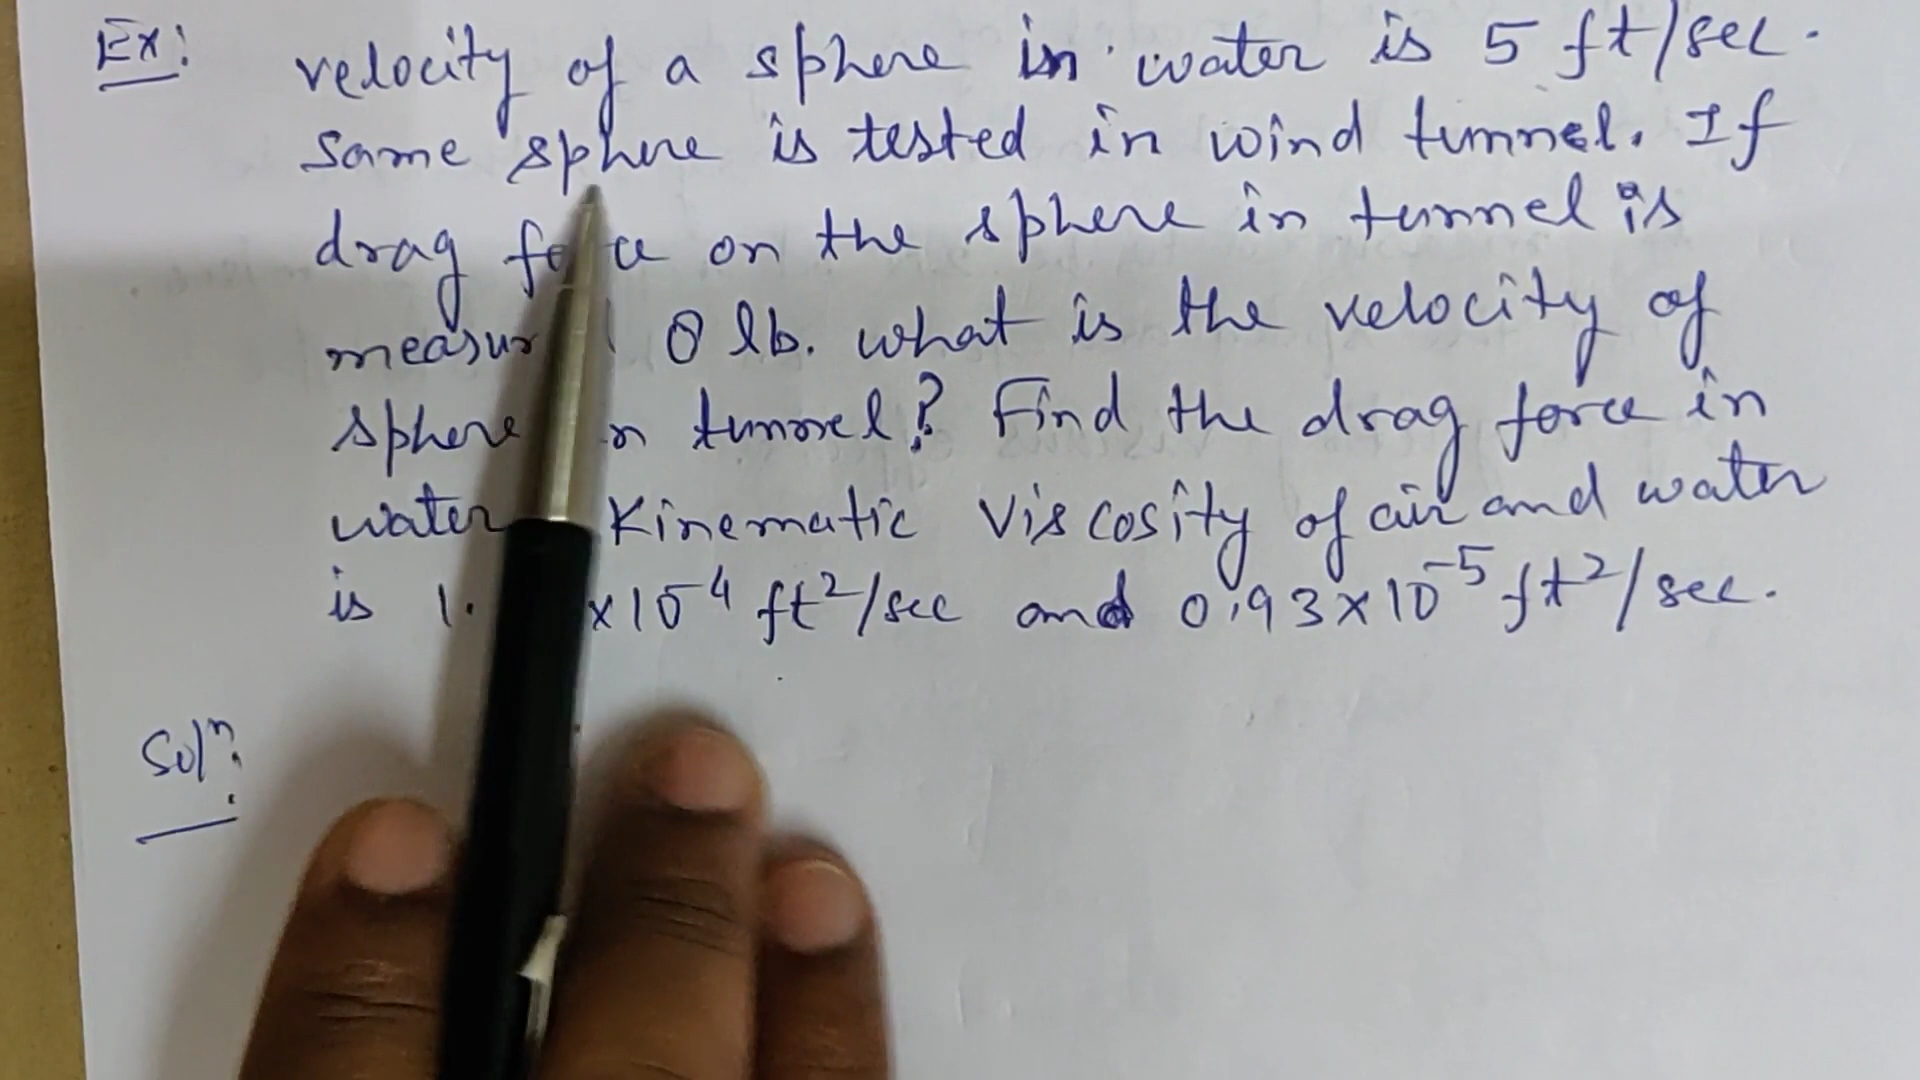 Ex:
velocity of a sphere in water is 5 ft/sec.
Same sphere is tested in wind tunnel. If
drag on the sphere in tunnel is
lb. what is the velocity of
sphere tunnel? Find the drag force in
water Kinematic Viscosity of air and water
is x10⁻⁴ ft²/sec and 0.93x10⁻⁵ ft²/sec.
Solⁿ: